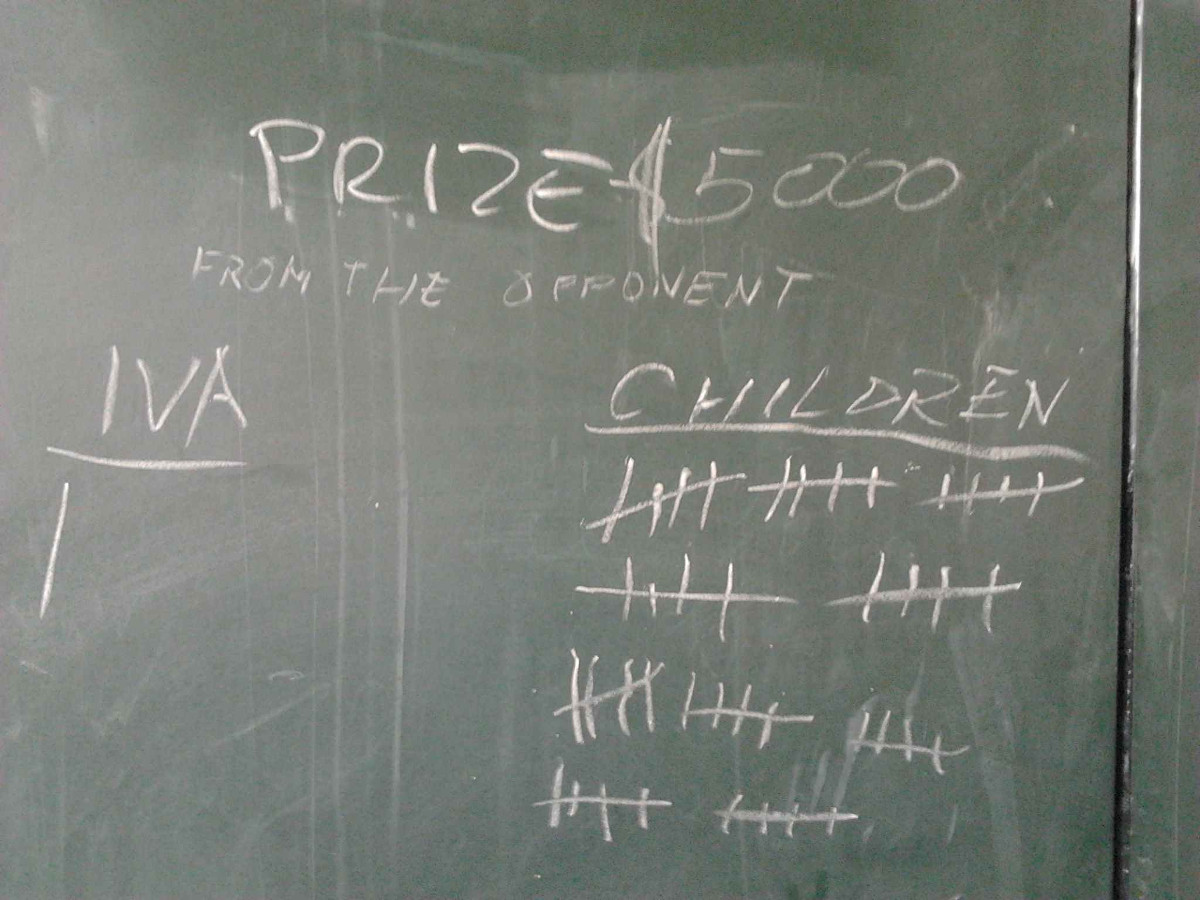 PRIZE-$5000
FROM THE OPPONENT
IVA CHILDREN